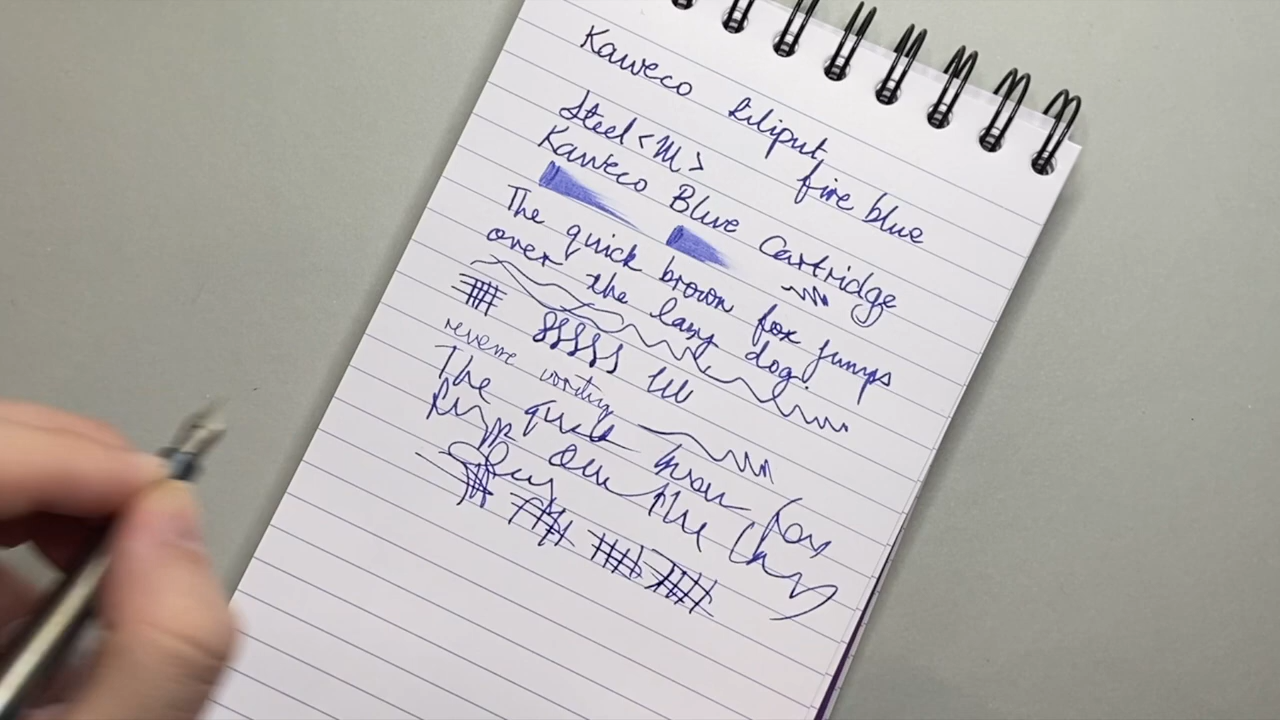 Kaweco Liliput fire blue
Steel <M>
Kaweco Blue Cartridge
The quick brown fox jumps
over the lazy dog.
reverse writing
The quick brown fox
over the lazy